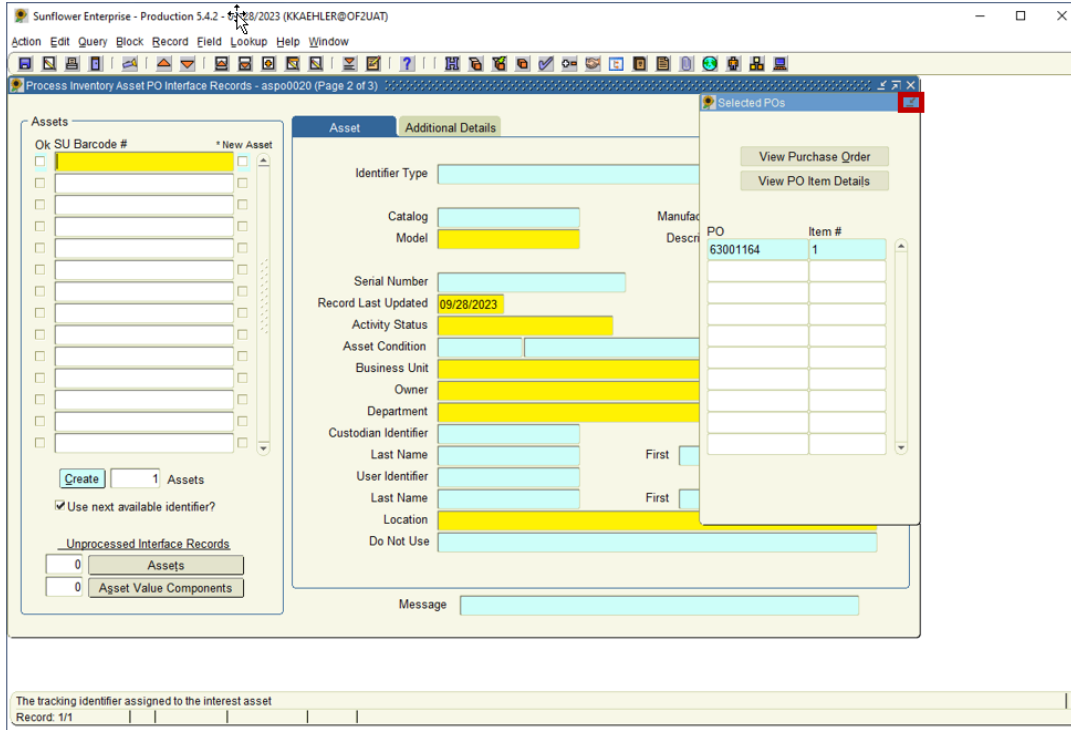 Sunflower Enterprise - Production 5.4.2 - 09/28/2023 (KKAEHLER@OF2UAT)
Action Edit Query Block Record Field Lookup Help Window
Process Inventory Asset PO Interface Records - aspo0020 (Page 2 of 3)
Selected POs
Assets
Ok SU Barcode # * New Asset
Asset Additional Details
View Purchase Order
View PO Item Details
Identifier Type
Catalog Manufac
Model Descri
PO Item #
63001164 1
Serial Number
Record Last Updated 09/28/2023
Activity Status
Asset Condition
Business Unit
Owner
Department
Custodian Identifier
Last Name First
User Identifier
Last Name First
Location
Do Not Use
Create 1 Assets
Use next available identifier?
Unprocessed Interface Records
0 Assets
0 Asset Value Components
Message
The tracking identifier assigned to the interest asset
Record: 1/1